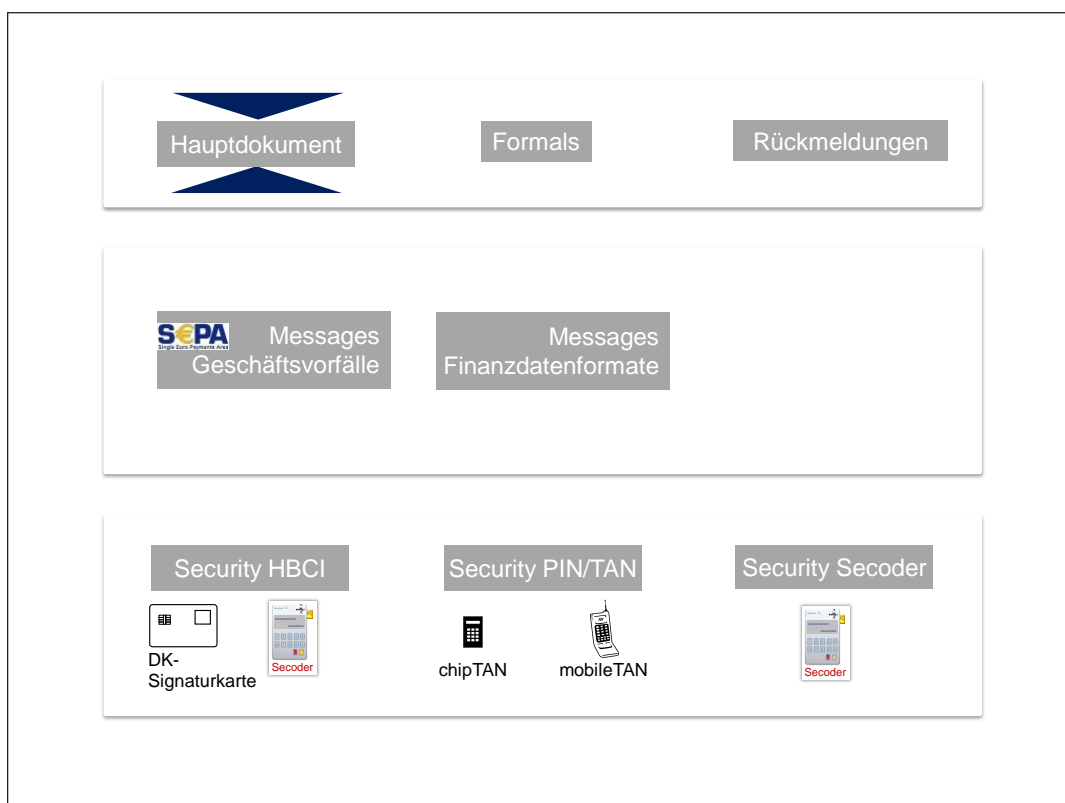 Hauptdokument
Formals
Rückmeldungen
S€PA
Single Euro Payments Area
Messages
Geschäftsvorfälle
Messages
Finanzdatenformate
Security HBCI
Security PIN/TAN
Security Secoder
DK-
Signaturkarte
Secoder
chipTAN
mobileTAN
Secoder